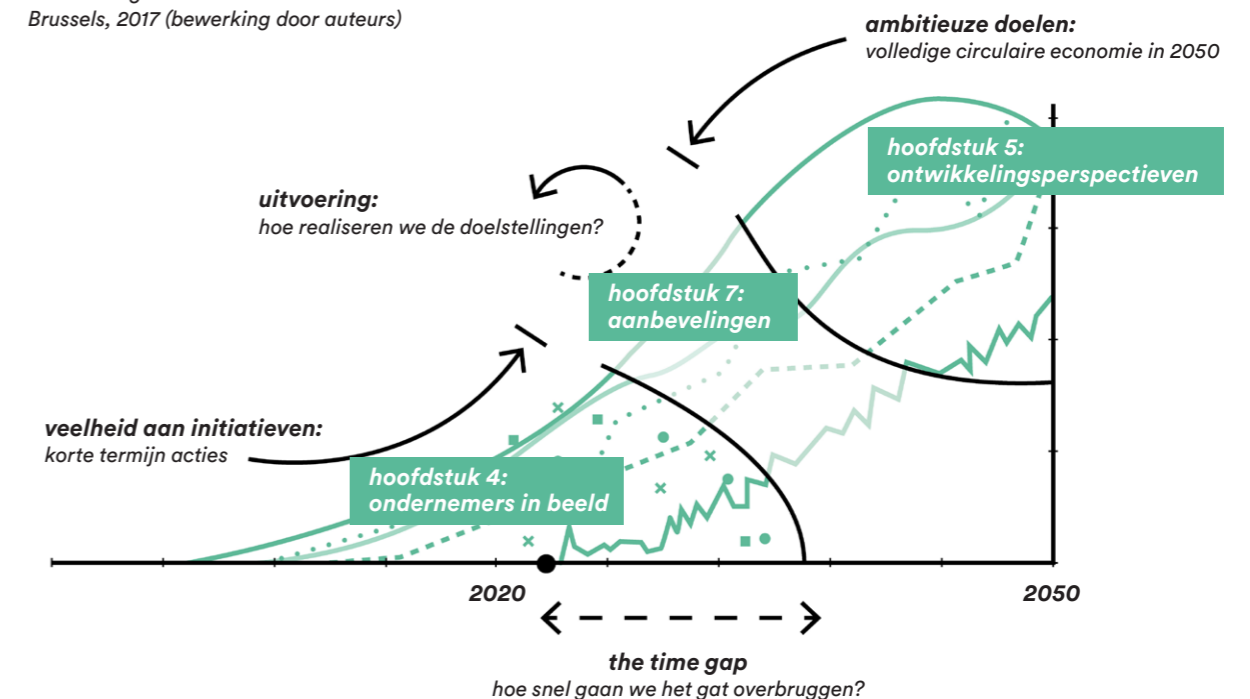 Brussels, 2017 (bewerking door auteurs)
ambitieuze doelen:
volledige circulaire economie in 2050
hoofdstuk 5:
ontwikkelingsperspectieven
uitvoering:
hoe realiseren we de doelstellingen?
hoofdstuk 7:
aanbevelingen
veelheid aan initiatieven:
korte termijn acties
hoofdstuk 4:
ondernemers in beeld
2020
2050
the time gap
hoe snel gaan we het gat overbruggen?